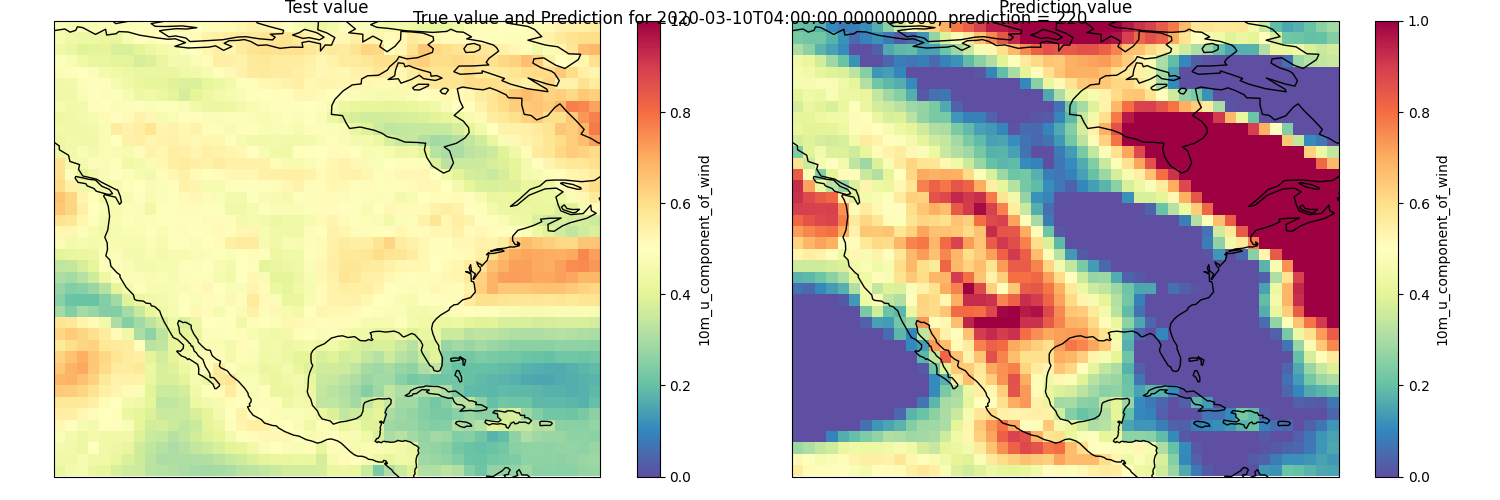 Test value
True value and Prediction for 2020-03-10T04:00:00.000000000, prediction = 220
Prediction value
1.0
0.8
0.6
0.4
0.2
0.0
10m_u_component_of_wind
1.0
0.8
0.6
0.4
0.2
0.0
10m_u_component_of_wind